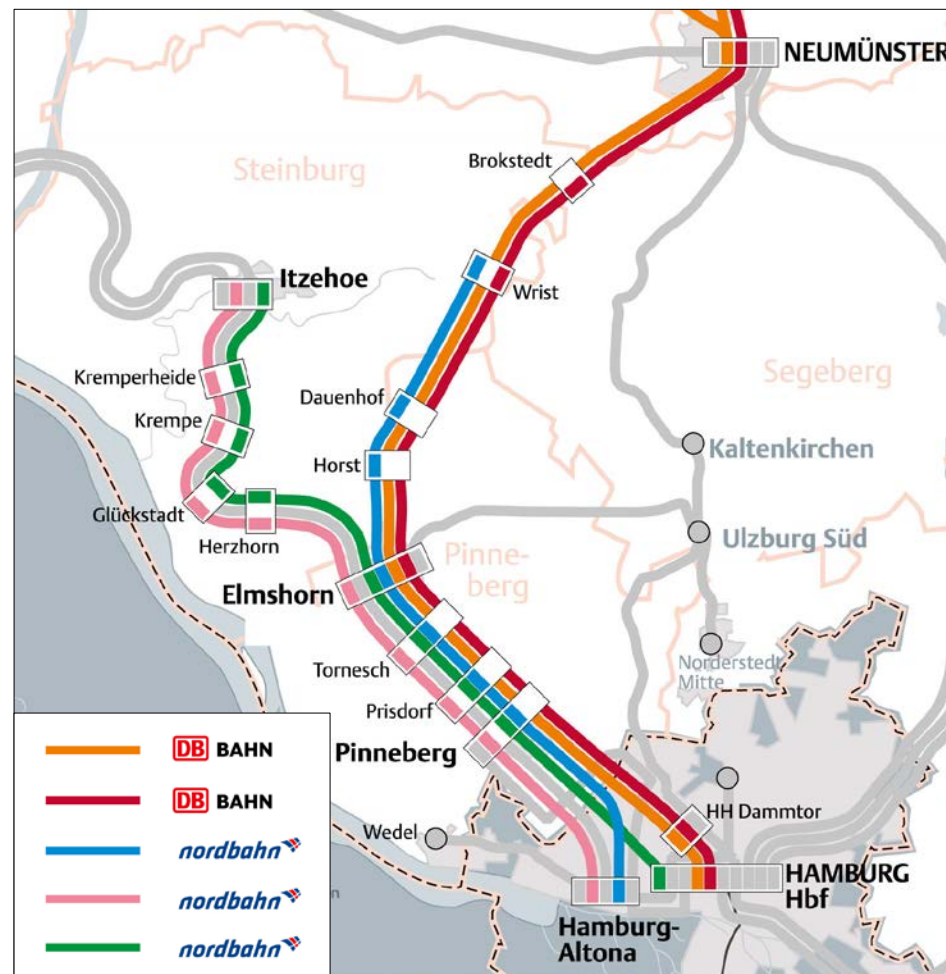 NEUMÜNSTER
Brokstedt
Steinburg
Itzehoe
Wrist
Kremperheide
Dauenhof
Segeberg
Krempe
Kaltenkirchen
Horst
Glückstadt
Herzhorn
Ulzburg Süd
Pinne-
berg
Elmshorn
Tornesch
Norderstedt
Mitte
Prisdorf
Pinneberg
DB BAHN
DB BAHN
nordbahn
nordbahn
nordbahn
Wedel
HH Dammtor
HAMBURG
Hbf
Hamburg-
Altona